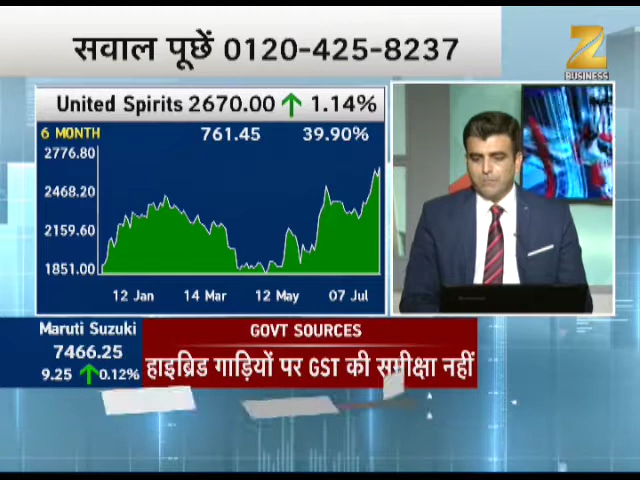 सवाल पूछें 0120-425-8237
Z
BUSINESS
United Spirits 2670.00 1.14%
6 MONTH 761.45 39.90%
2776.80
2468.20
2159.60
1851.00
12 Jan 14 Mar 12 May 07 Jul
Maruti Suzuki
7466.25
9.25 0.12%
GOVT SOURCES
हाइब्रिड गाड़ियों पर GST की समीक्षा नहीं